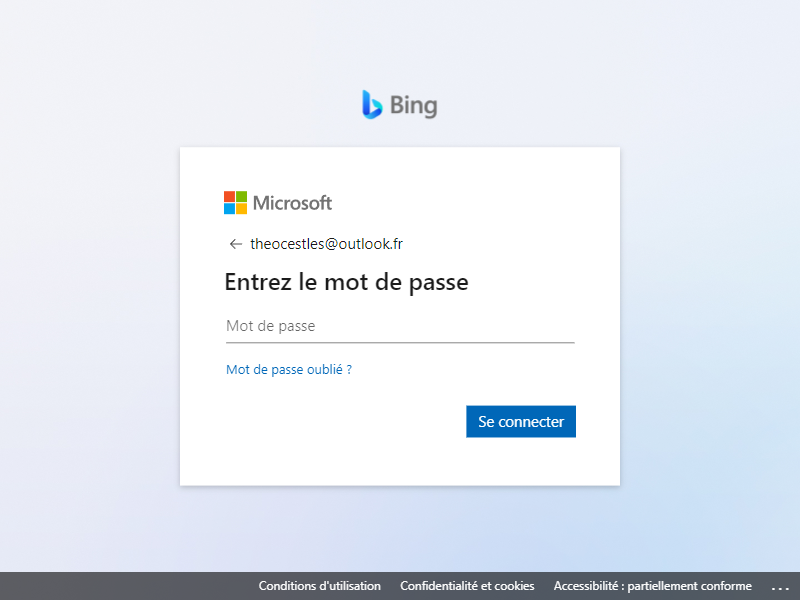 Bing
Microsoft
theocestles@outlook.fr
Entrez le mot de passe
Mot de passe
Mot de passe oublié ?
Se connecter
Conditions d'utilisation Confidentialité et cookies Accessibilité : partiellement conforme ...